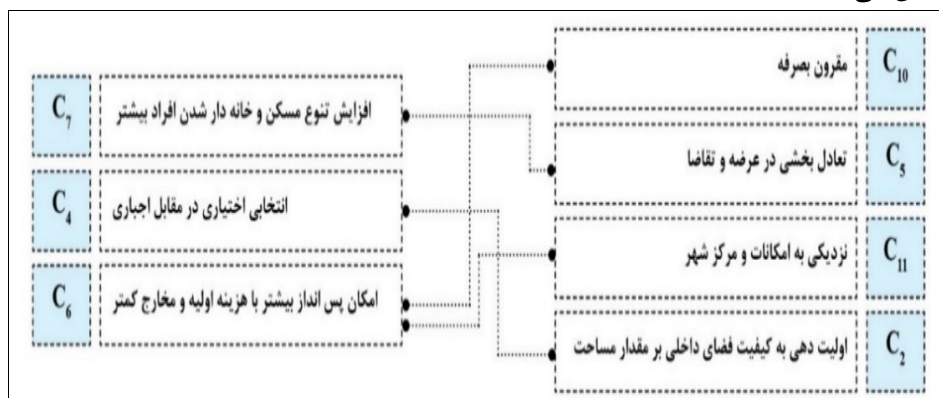 C10
مقرون بصرفه
C5
تعادل بخشی در عرضه و تقاضا
C11
نزدیکی به امکانات و مرکز شهر
C2
اولیت دهی به کیفیت فضای داخلی بر مقدار مساحت
افزایش تنوع مسکن و خانه دار شدن افراد بیشتر
C7
انتخابی اختیاری در مقابل اجباری
C4
امکان پس انداز بیشتر با هزینه اولیه و مخارج کمتر
C6